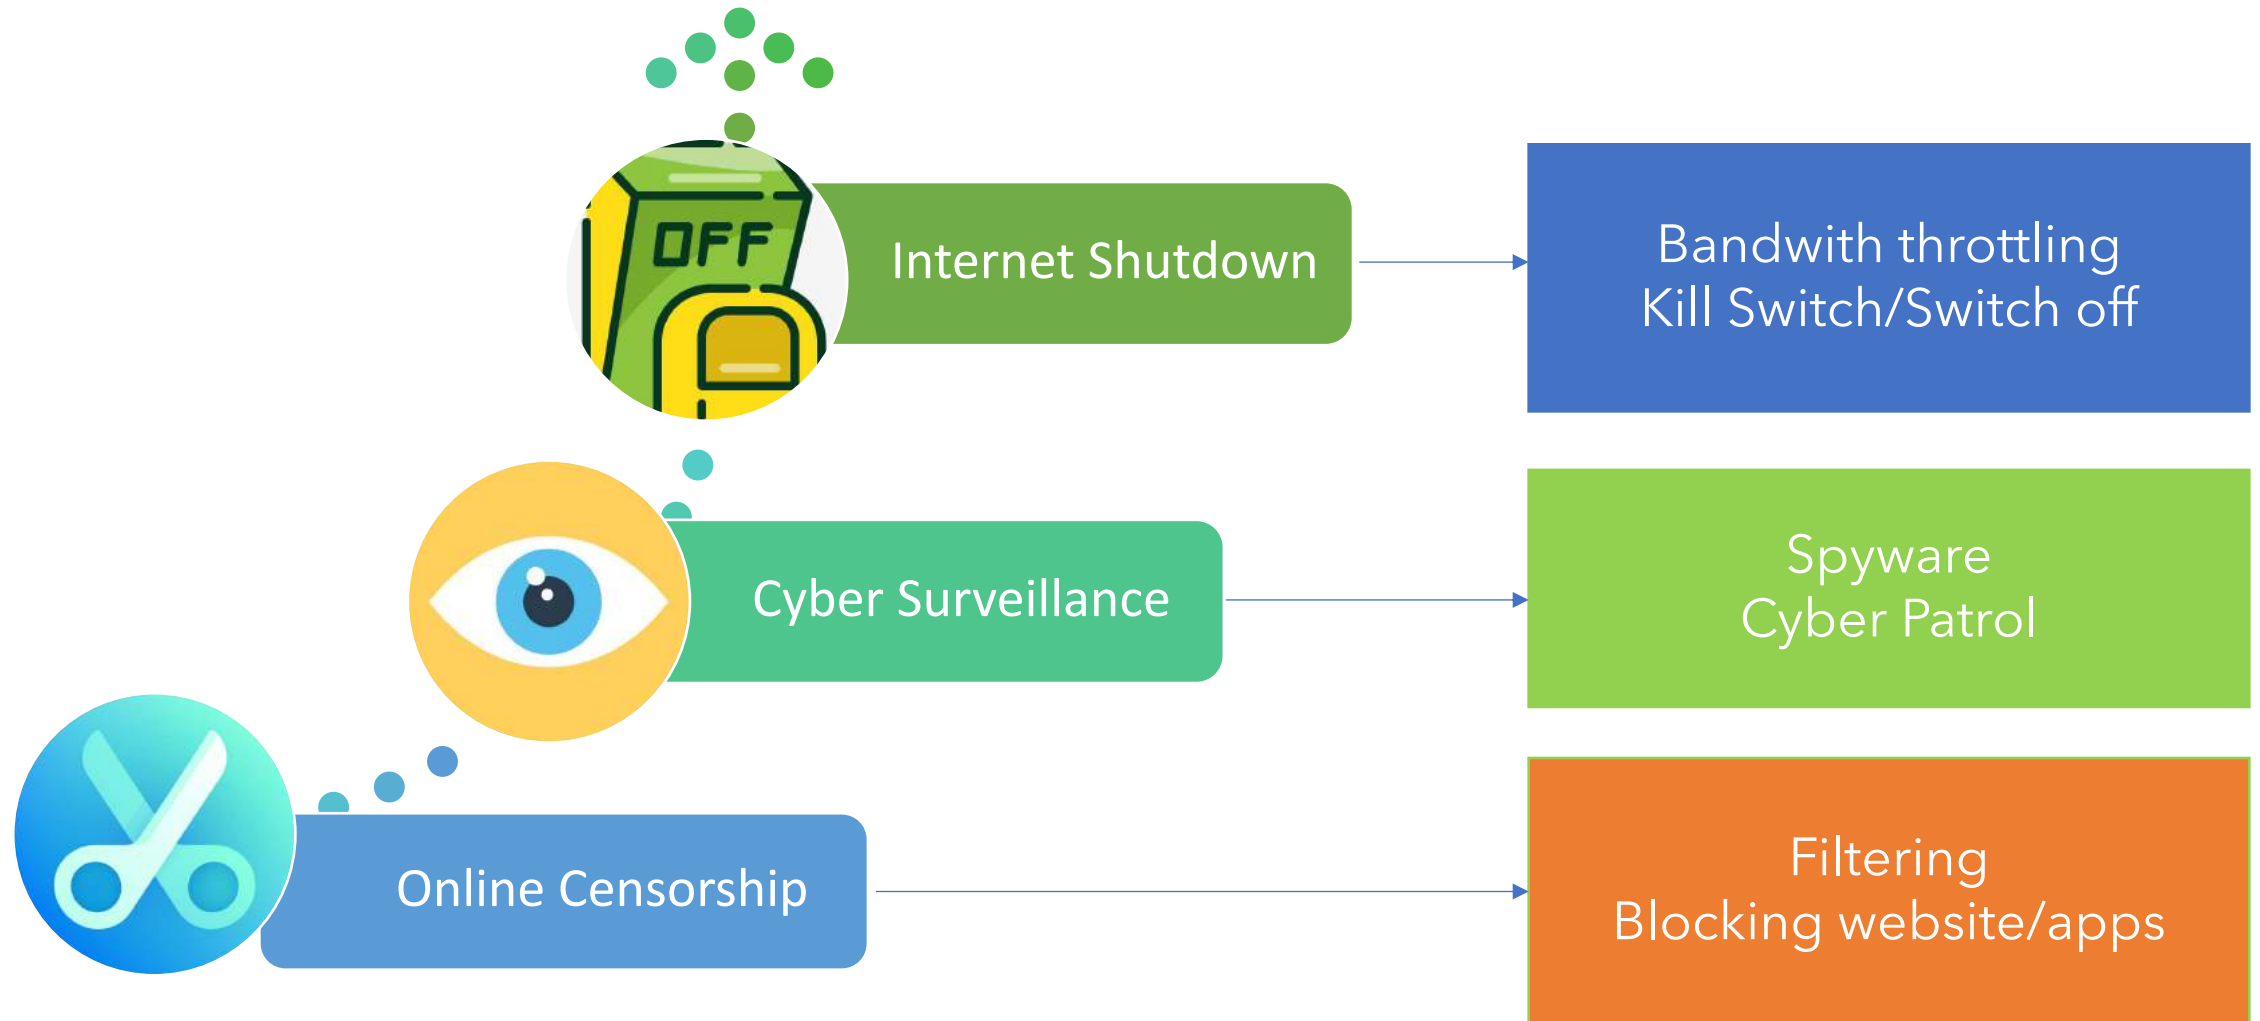 OFF
Internet Shutdown
Bandwith throttling
Kill Switch/Switch off
Cyber Surveillance
Spyware
Cyber Patrol
Online Censorship
Filtering
Blocking website/apps